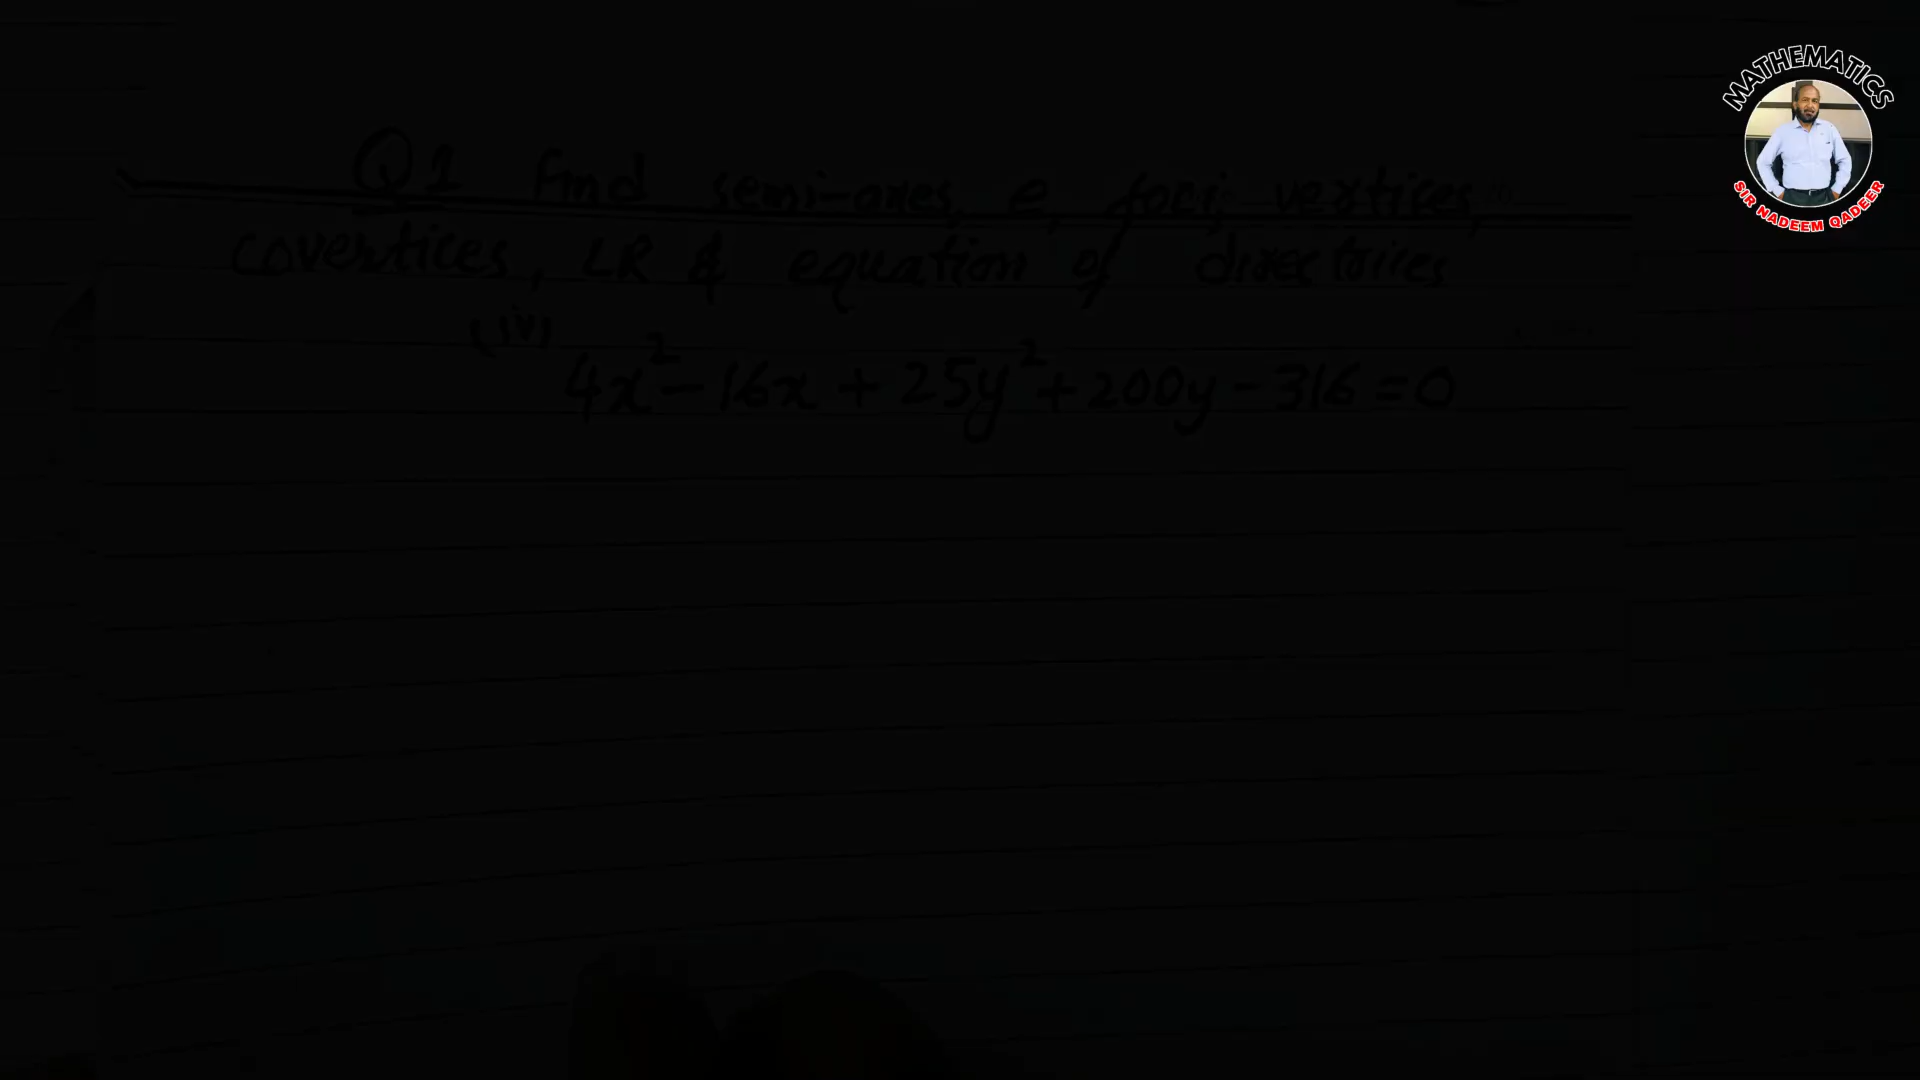 MATHEMATICS
SIR NADEEM QADEER
Q2 Find semi-axes, e, foci, vertices,
covertices, LR & equation of directrices
(iv)
4x² - 16x + 25y² + 200y - 316 = 0